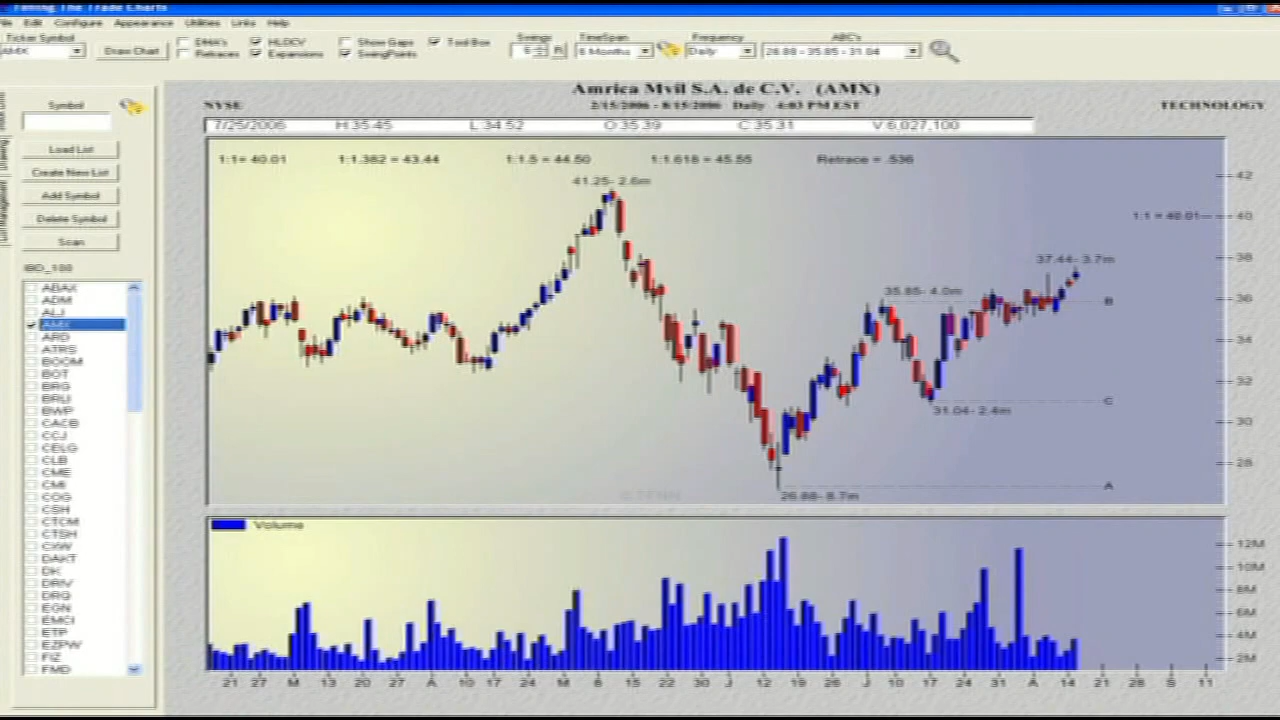 Timing The Trade Charts
File Edit Configure Appearance Utilities Links Help
Ticker Symbol
AMX
Draw Chart
DMA's
Retraces
HLOCV
Expansions
Show Gaps
SwingPoints
Tool Box
Swings
5
R
TimeSpan
6 Months
Frequency
Daily
ABC's
26.88 - 35.85 - 31.04
Amrica Mvil S.A. de C.V. (AMX)
NYSE
2/15/2006 - 8/15/2006 Daily 4:03 PM EST
TECHNOLOGY
7/25/2006 H 35.45 L 34.52 O 35.39 C 35.31 V 6,027,100
1:1= 40.01 1:1.382 = 43.44 1:1.5 = 44.50 1:1.618 = 45.55 Retrace = .536
41.25- 2.6m
1:1 = 40.01
37.44- 3.7m
35.85- 4.0m
B
C
31.04- 2.4m
A
26.88- 8.7m
42
40
38
36
34
32
30
28
Volume
12M
10M
8M
6M
4M
2M
21 27 M 13 20 27 A 10 17 24 M 8 15 22 30 J 12 19 26 J 10 17 24 31 A 14 21 28 S 11
Symbol
Load List
Create New List
Add Symbol
Delete Symbol
Scan
IBD_100
ABAX
ADM
ALJ
AMX
ARD
ATRS
BOOM
BOT
BRG
BRLI
BWP
CACB
CCJ
CELG
CLB
CME
CMI
COG
CSH
CTCM
CTSH
CXW
DAKT
DK
DRIV
DRQ
EGN
EMCI
ETP
EZPW
FIZ
FMD